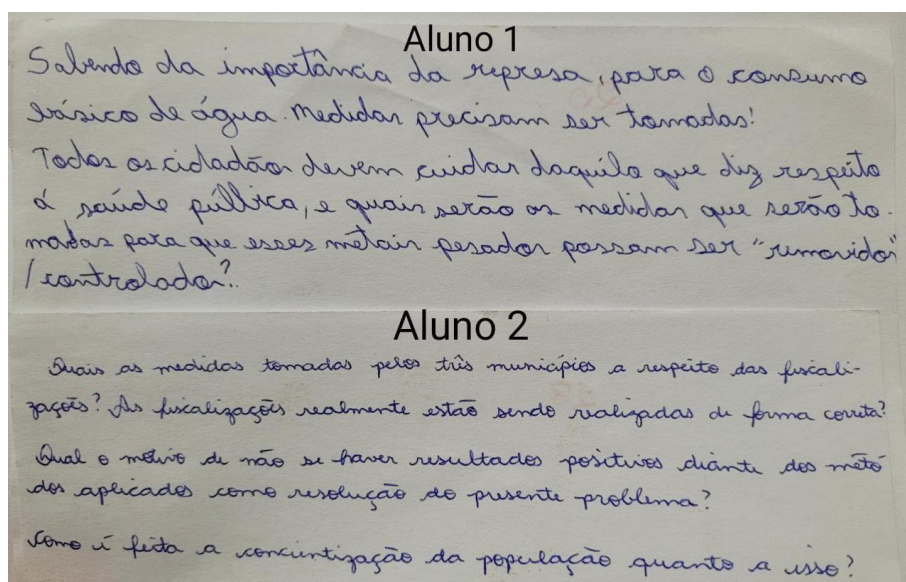 Aluno 1
Sabendo da importância da represa, para o consumo
básico de água. Medidas precisam ser tomadas!
Todos os cidadãos devem cuidar daquilo que diz respeito
á saúde pública, e quais serão as medidas que serão to-
madas para que esses metais pesados possam ser "removidos"
/controlados?.
Aluno 2
Quais as medidas tomadas pelos três municípios a respeito das fiscali-
zações? As fiscalizações realmente estão sendo realizadas de forma correta?
Qual o motivo de não se haver resultados positivos diante dos méto
dos aplicados como resolução do presente problema?
Como é feita a concientização da população quanto a isso?